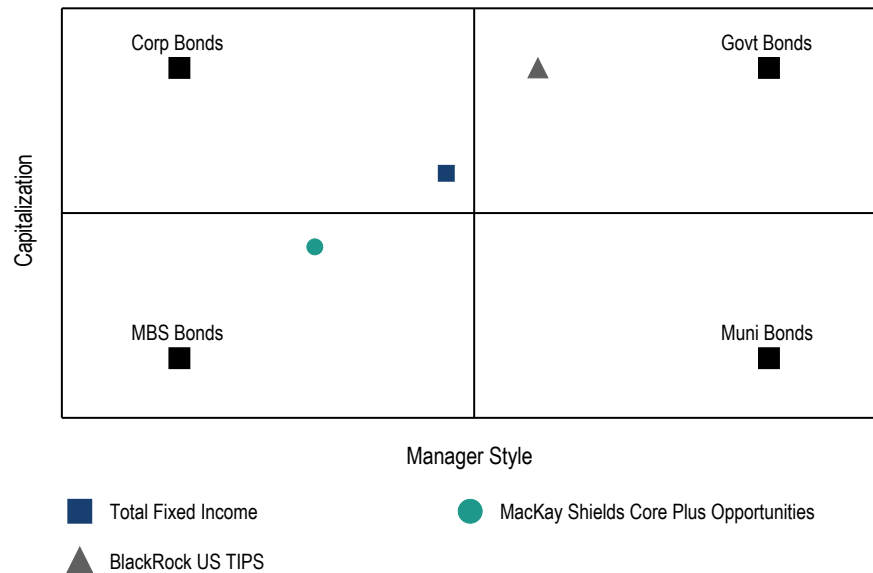 Corp Bonds
Govt Bonds
Capitalization
MBS Bonds
Muni Bonds
Manager Style
Total Fixed Income
MacKay Shields Core Plus Opportunities
BlackRock US TIPS